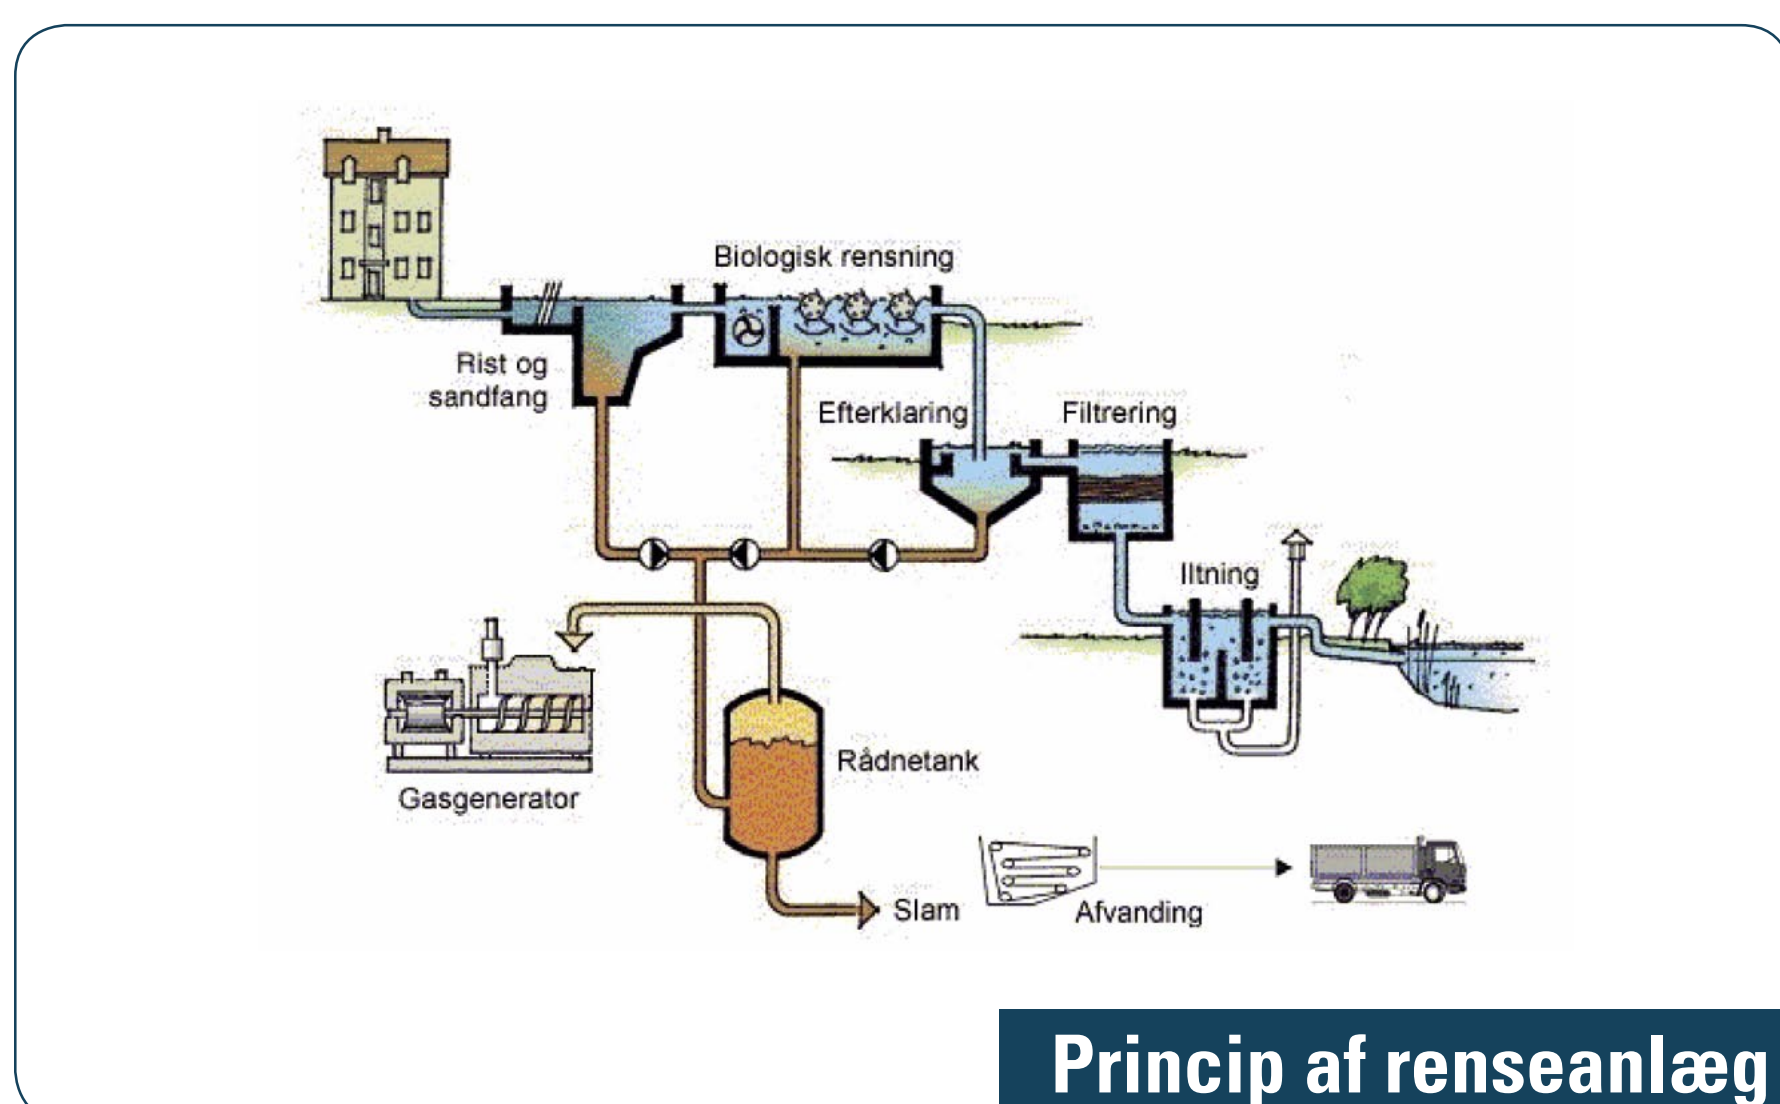 Biologisk rensning
Rist og
sandfang
Efterklaring
Filtrering
Iltning
Rådnetank
Gasgenerator
Slam
Afvanding
Princip af renseanlæg